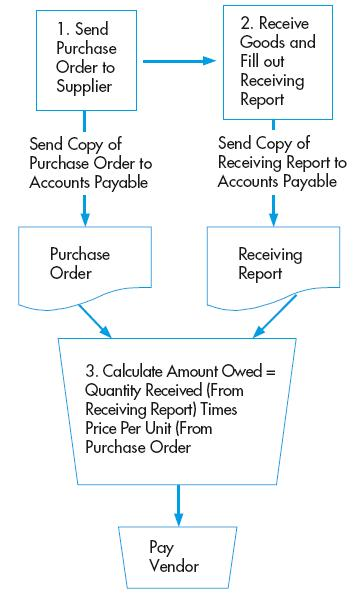 1. Send
Purchase
Order to
Supplier
2. Receive
Goods and
Fill out
Receiving
Report
Send Copy of
Purchase Order to
Accounts Payable
Send Copy of
Receiving Report to
Accounts Payable
Purchase
Order
Receiving
Report
3. Calculate Amount Owed =
Quantity Received (From
Receiving Report) Times
Price Per Unit (From
Purchase Order
Pay
Vendor